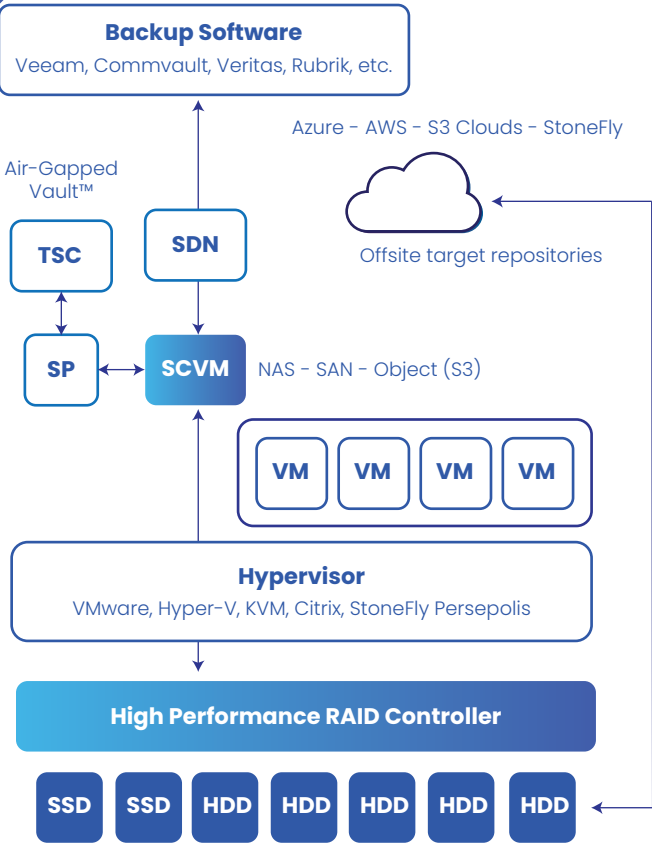 Backup Software
Veeam, Commvault, Veritas, Rubrik, etc.
Azure - AWS - S3 Clouds - StoneFly
Air-Gapped
Vault™
TSC
SDN
Offsite target repositories
SP
SCVM
NAS - SAN - Object (S3)
VM
VM
VM
VM
Hypervisor
VMware, Hyper-V, KVM, Citrix, StoneFly Persepolis
High Performance RAID Controller
SSD
SSD
HDD
HDD
HDD
HDD
HDD